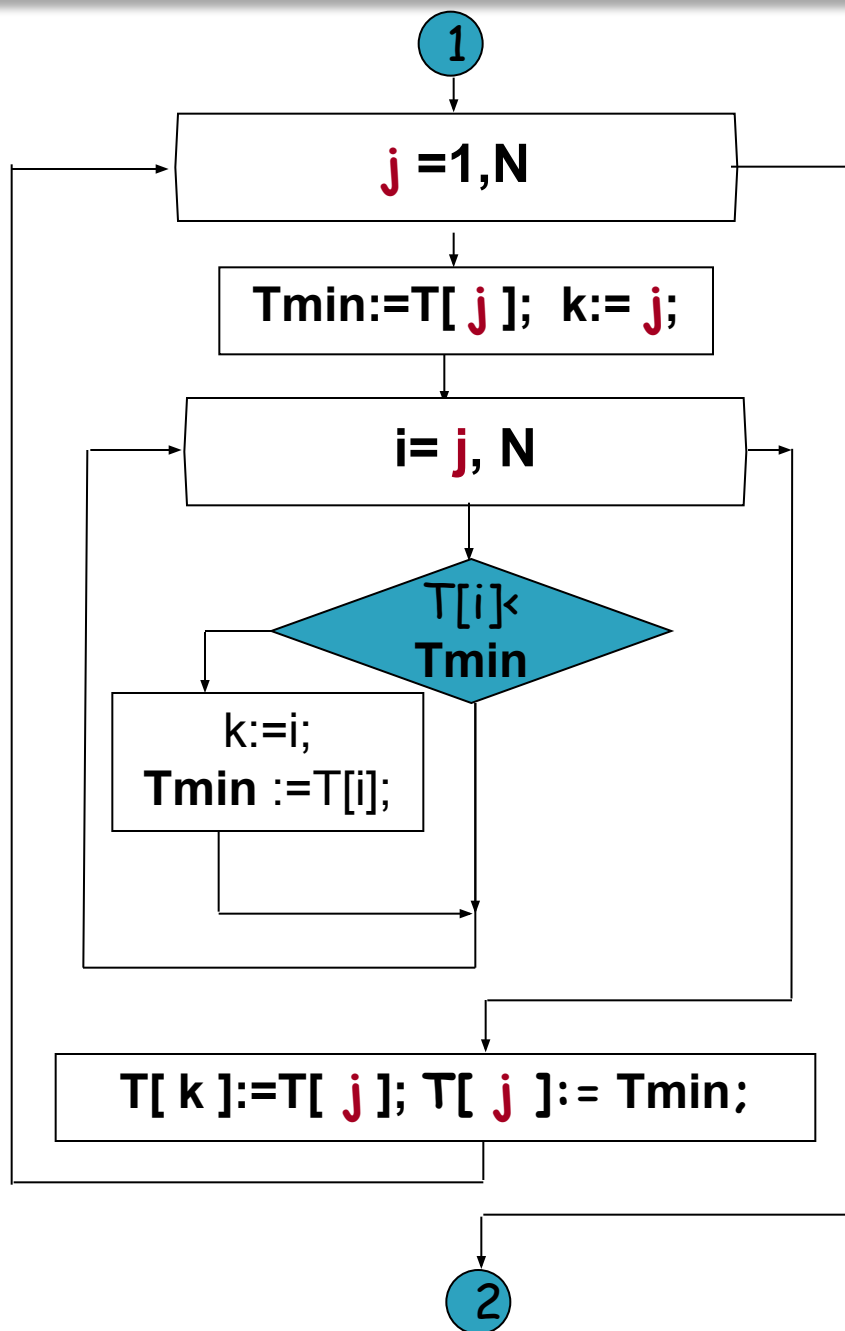 1
j =1,N
Tmin:=T[ j ]; k:= j;
i= j, N
T[i]<
Tmin
k:=i;
Tmin :=T[i];
T[ k ]:=T[ j ]; T[ j ]:= Tmin;
2